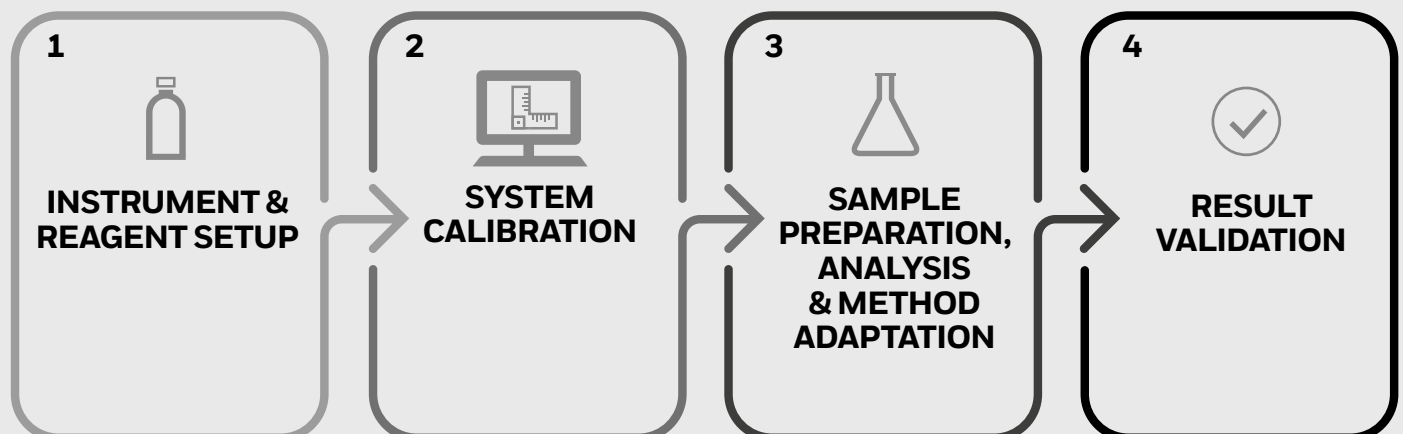 1
INSTRUMENT &
REAGENT SETUP
2
SYSTEM
CALIBRATION
3
SAMPLE
PREPARATION,
ANALYSIS
& METHOD
ADAPTATION
4
RESULT
VALIDATION